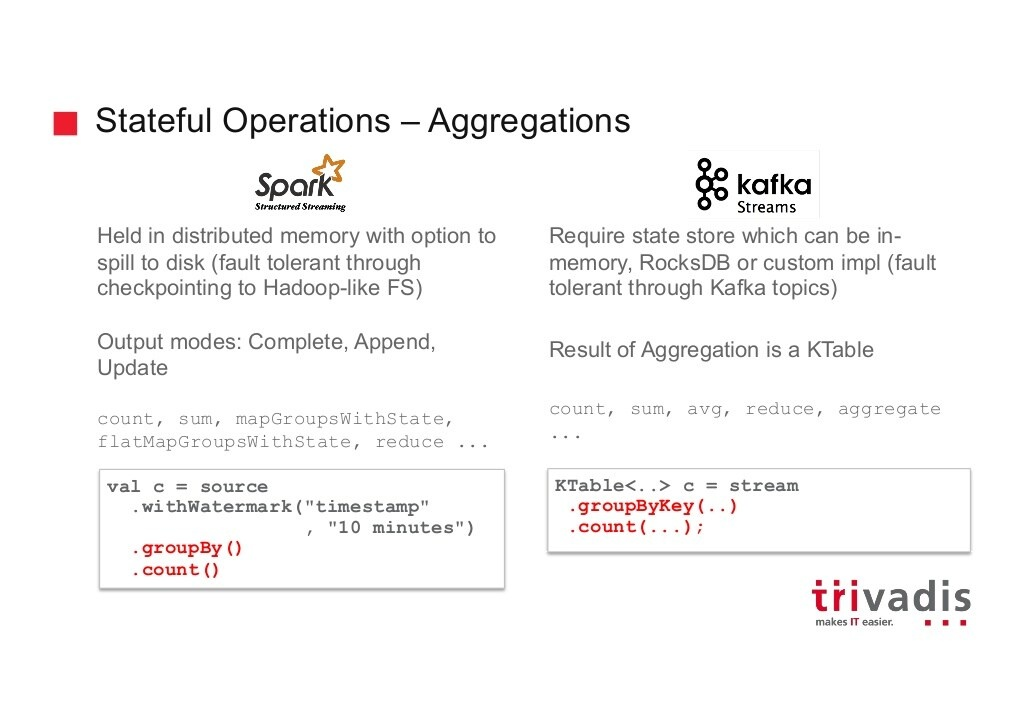 Stateful Operations – Aggregations
Spark
Structured Streaming
Held in distributed memory with option to
spill to disk (fault tolerant through
checkpointing to Hadoop-like FS)
Output modes: Complete, Append,
Update
count, sum, mapGroupsWithState,
flatMapGroupsWithState, reduce ...
val c = source
.withWatermark("timestamp"
, "10 minutes")
.groupBy()
.count()
kafka
Streams
Require state store which can be in-
memory, RocksDB or custom impl (fault
tolerant through Kafka topics)
Result of Aggregation is a KTable
count, sum, avg, reduce, aggregate
...
KTable<..> c = stream
.groupByKey(..)
.count(...);
trivadis
makes IT easier.